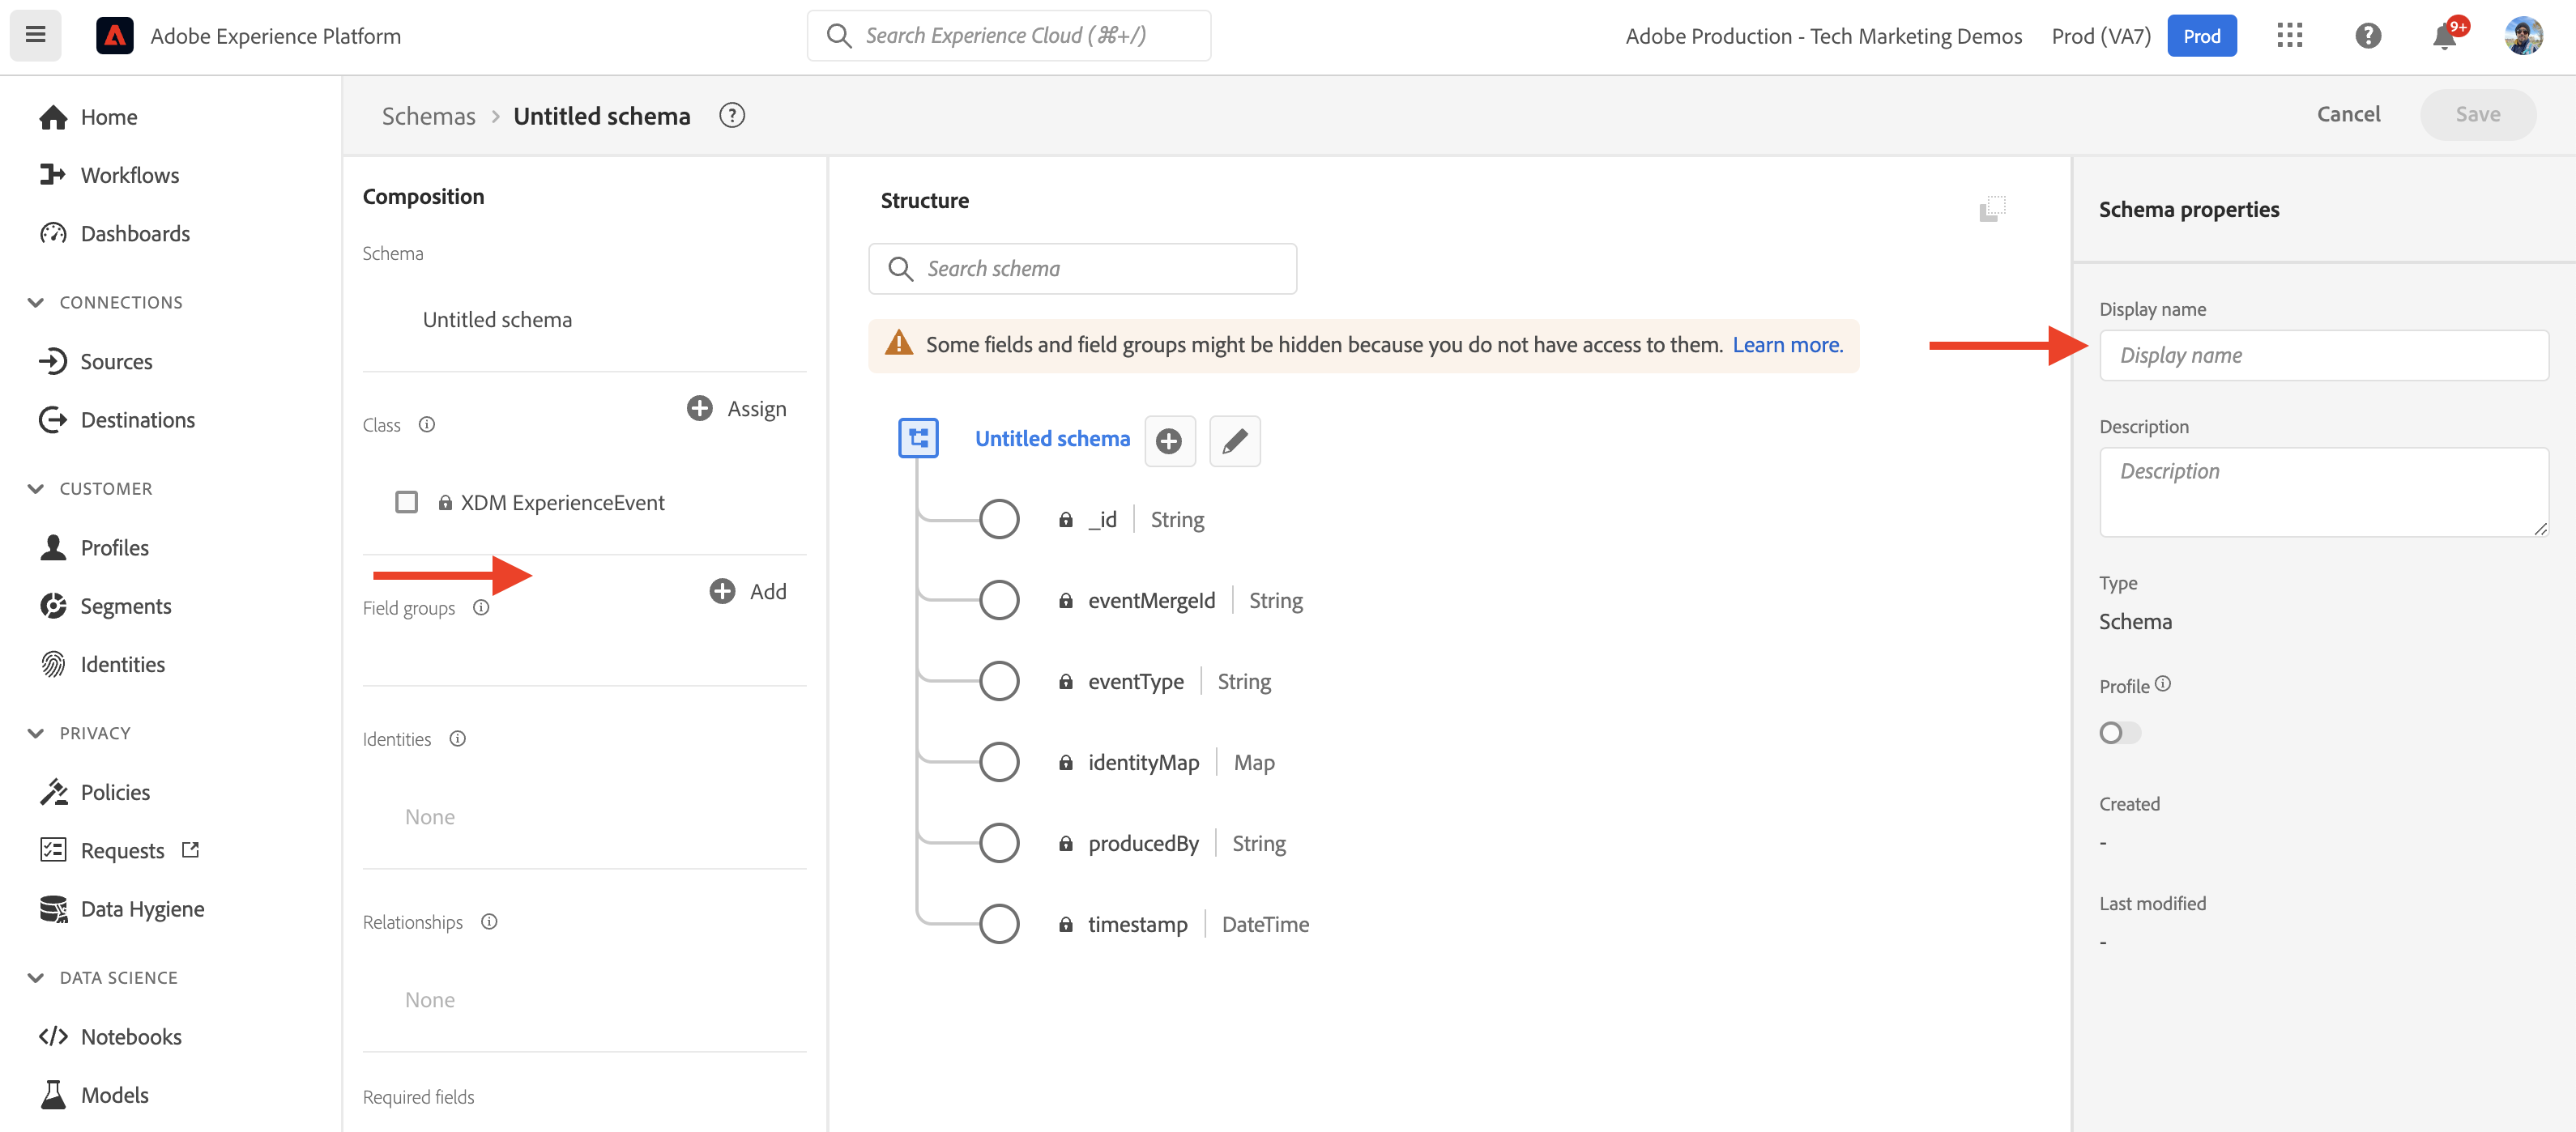 Adobe Experience Platform
Search Experience Cloud (⌘+/)
Adobe Production - Tech Marketing Demos
Prod (VA7)
Prod
9+
Home
Workflows
Dashboards
CONNECTIONS
Sources
Destinations
CUSTOMER
Profiles
Segments
Identities
PRIVACY
Policies
Requests
Data Hygiene
DATA SCIENCE
Notebooks
Models
Schemas > Untitled schema
Cancel
Save
Composition
Schema
Untitled schema
Class
Assign
XDM ExperienceEvent
Field groups
Add
Identities
None
Relationships
None
Required fields
Structure
Search schema
Some fields and field groups might be hidden because you do not have access to them. Learn more.
Untitled schema
_id | String
eventMergeId | String
eventType | String
identityMap | Map
producedBy | String
timestamp | DateTime
Schema properties
Display name
Display name
Description
Description
Type
Schema
Profile
Created
-
Last modified
-